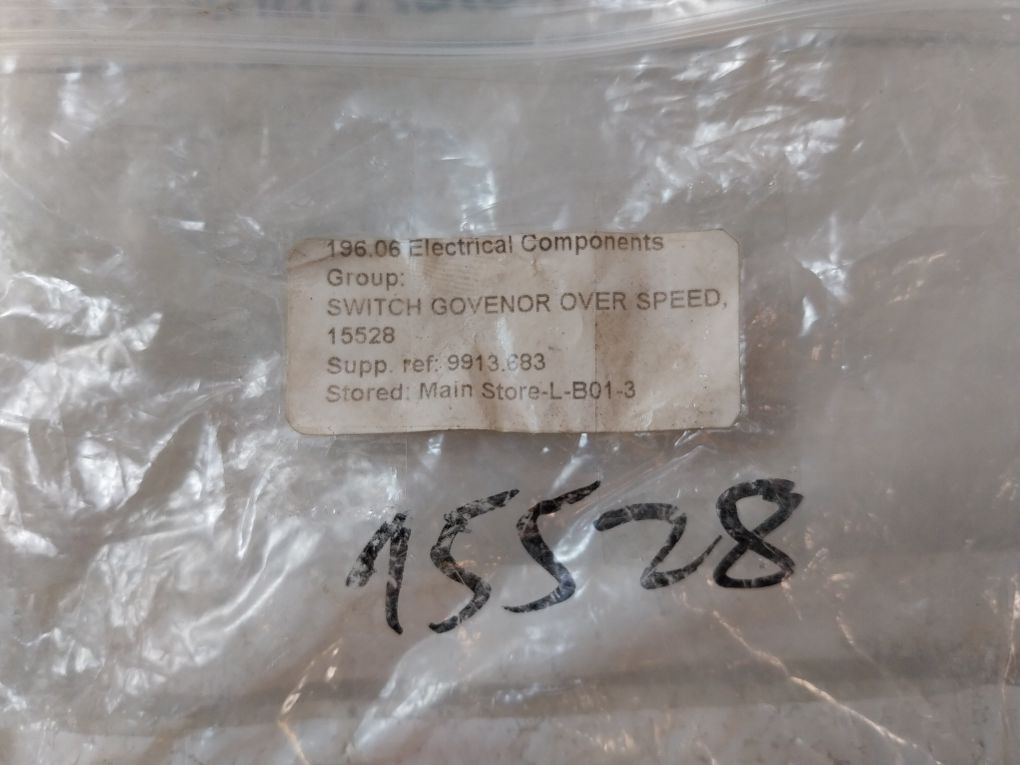 196.06 Electrical Components
Group:
SWITCH GOVENOR OVER SPEED,
15528
Supp. ref: 9913.683
Stored: Main Store-L-B01-3
15528